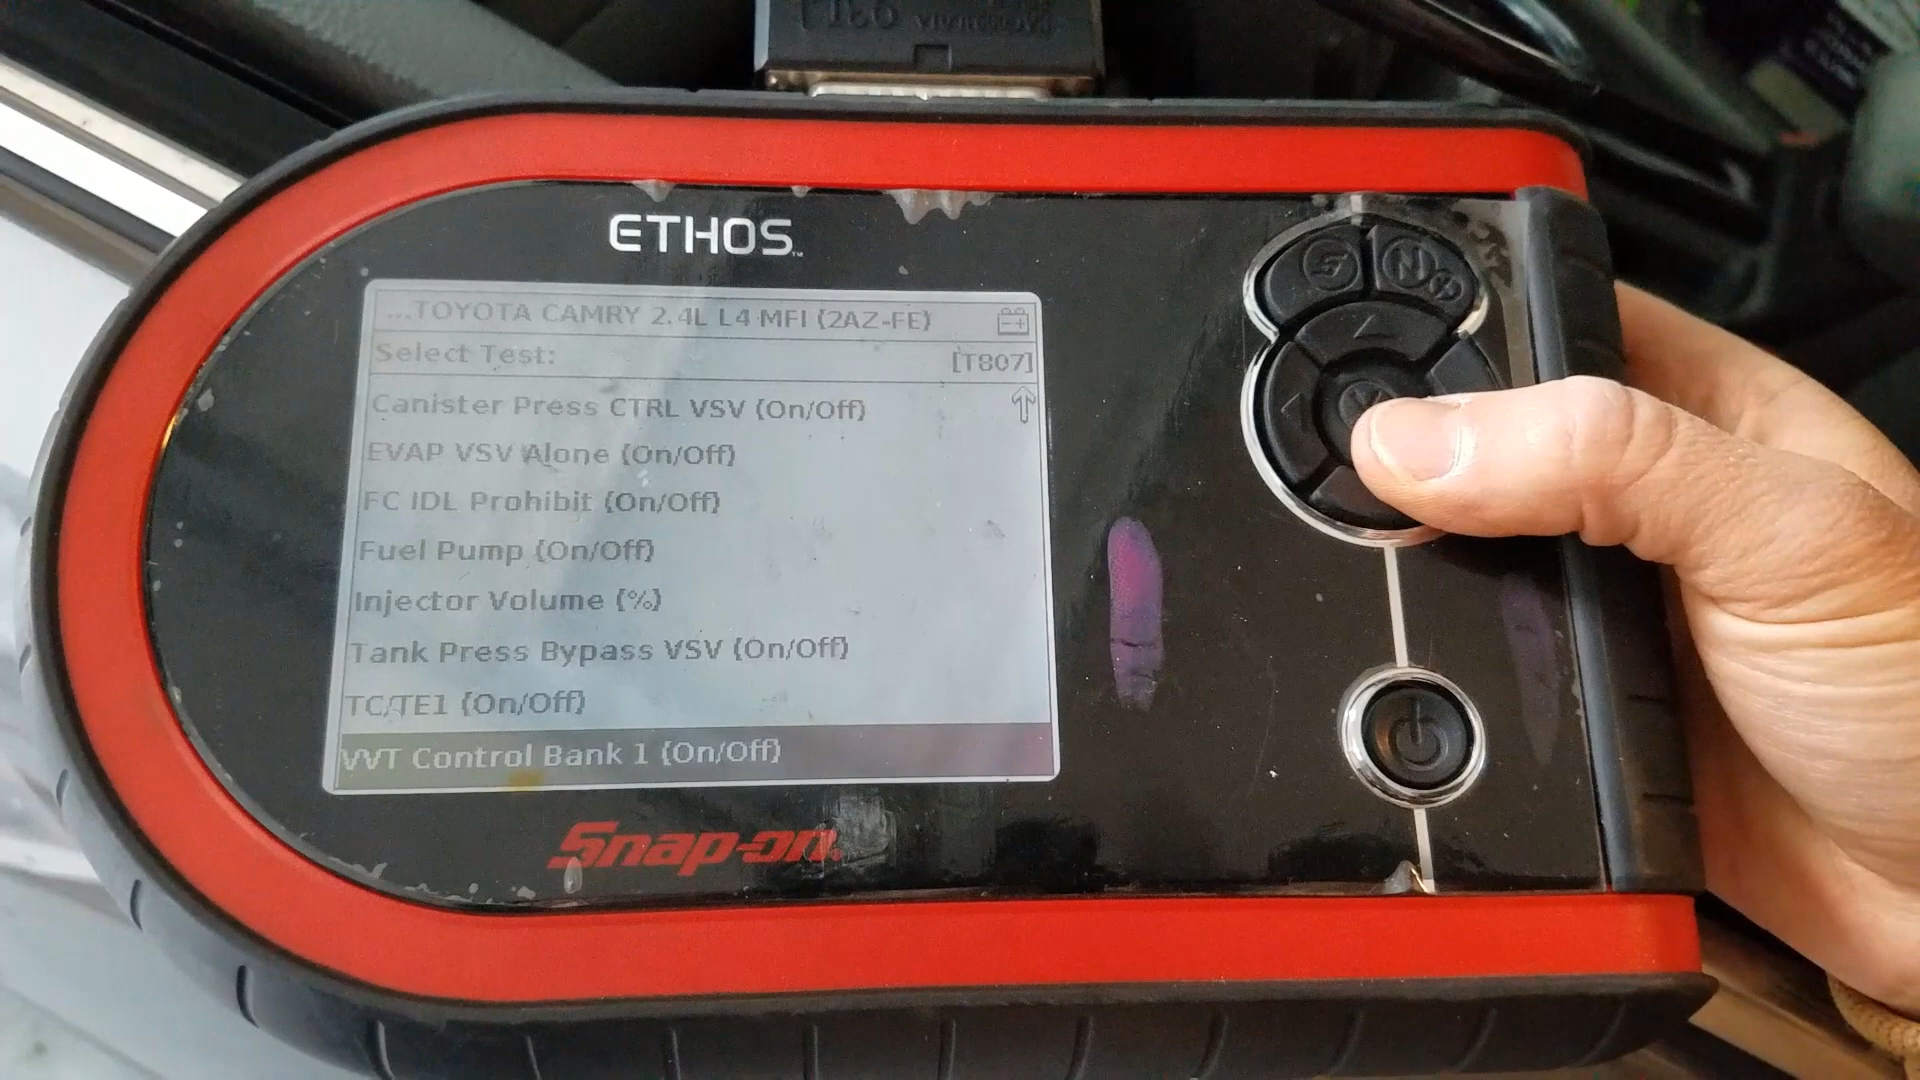 ETHOS™
...TOYOTA CAMRY 2.4L L4 MFI (2AZ-FE)
Select Test: [T807]
Canister Press CTRL VSV (On/Off)
EVAP VSV Alone (On/Off)
FC IDL Prohibit (On/Off)
Fuel Pump (On/Off)
Injector Volume (%)
Tank Press Bypass VSV (On/Off)
TC/TE1 (On/Off)
VVT Control Bank 1 (On/Off)
Snap-on
N